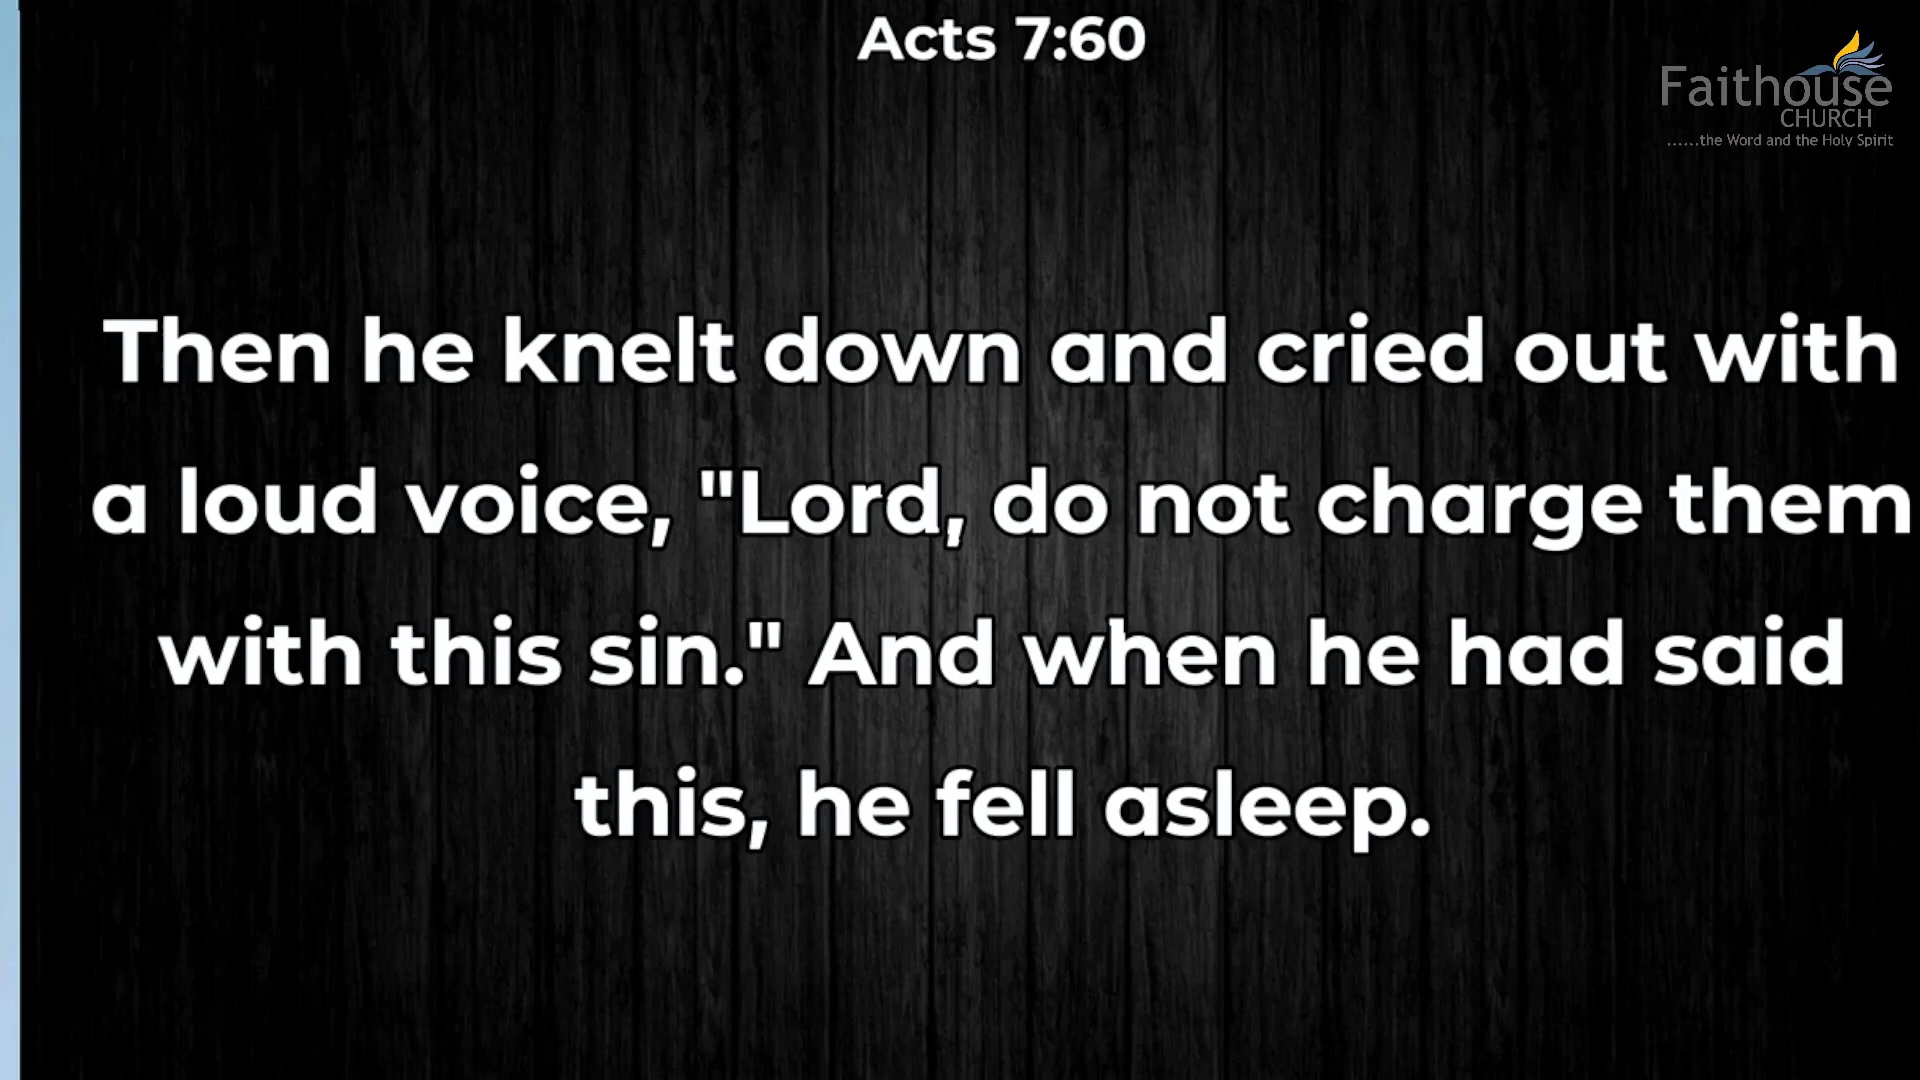 Acts 7:60
Faithouse
CHURCH
......the Word and the Holy Spirit
Then he knelt down and cried out with
a loud voice, "Lord, do not charge them
with this sin." And when he had said
this, he fell asleep.